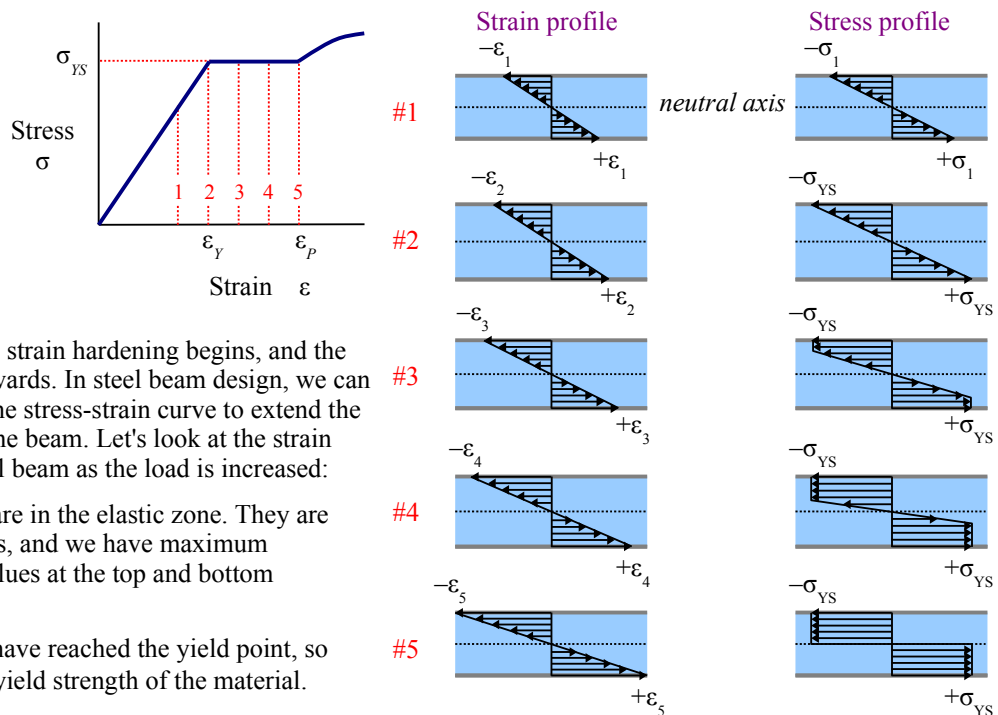 Strain profile
Stress profile
σYS
Stress
σ
1 2 3 4 5
εY εP
Strain ε
−ε1
−σ1
#1
neutral axis
+ε1
+σ1
−ε2
−σYS
#2
+ε2
+σYS
−ε3
−σYS
#3
+ε3
+σYS
−ε4
−σYS
#4
+ε4
+σYS
−ε5
−σYS
#5
+ε5
+σYS
strain hardening begins, and the
yards. In steel beam design, we can
ne stress-strain curve to extend the
ne beam. Let's look at the strain
l beam as the load is increased:
are in the elastic zone. They are
s, and we have maximum
lues at the top and bottom
have reached the yield point, so
yield strength of the material.